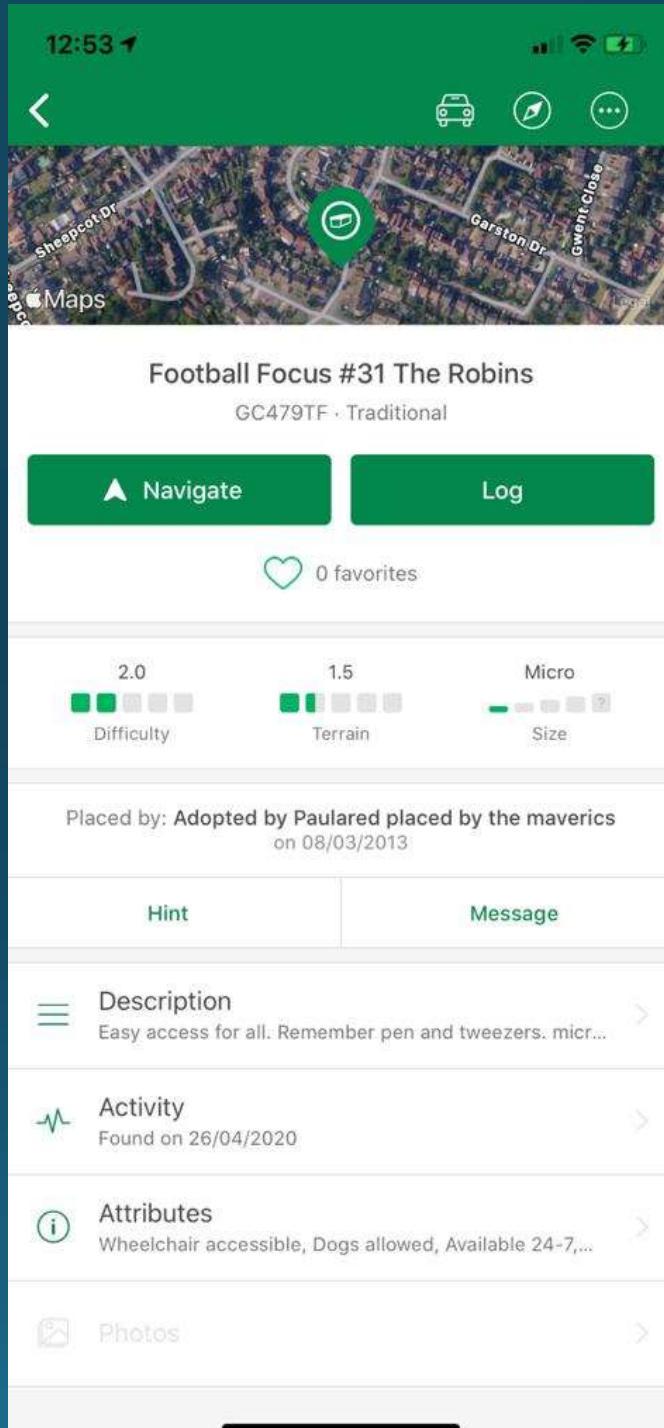 12:53
Sheepcot Dr
Garston Dr
Gwent Close
Maps
Legal
Football Focus #31 The Robins
GC479TF · Traditional
Navigate
Log
0 favorites
2.0
1.5
Micro
?
Difficulty
Terrain
Size
Placed by: Adopted by Paulared placed by the maverics
on 08/03/2013
Hint
Message
Description
Easy access for all. Remember pen and tweezers. micr...
Activity
Found on 26/04/2020
Attributes
Wheelchair accessible, Dogs allowed, Available 24-7,...
Photos